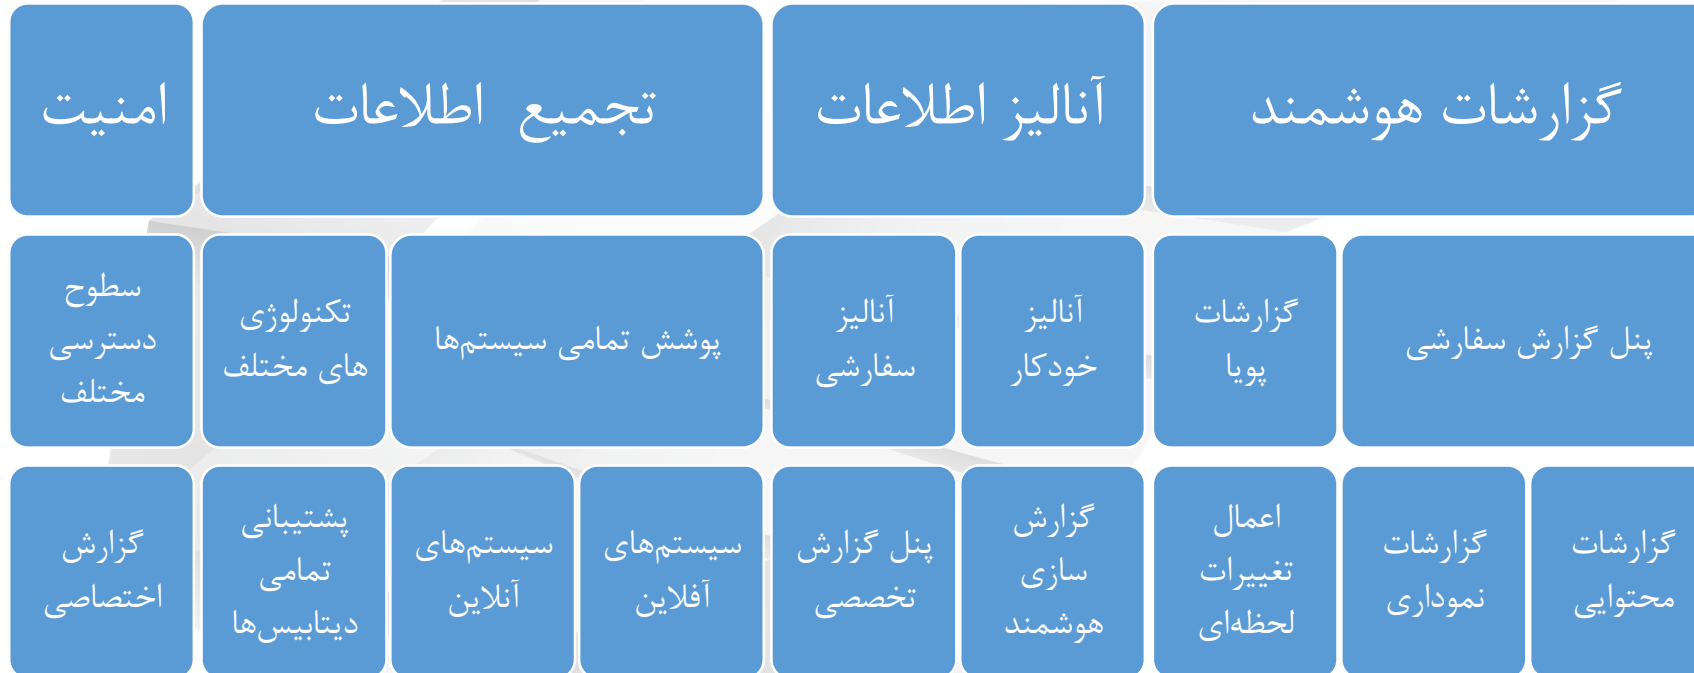 گزارشات هوشمند
آنالیز اطلاعات
تجمیع اطلاعات
امنیت
پنل گزارش سفارشی
گزارشات
پویا
آنالیز
خودکار
آنالیز
سفارشی
پوشش تمامی سیستم‌ها
تکنولوژی
های مختلف
سطوح
دسترسی
مختلف
گزارشات
محتوایی
گزارشات
نموداری
اعمال
تغییرات
لحظه‌ای
گزارش
سازی
هوشمند
پنل گزارش
تخصصی
سیستم‌های
آفلاین
سیستم‌های
آنلاین
پشتیبانی
تمامی
دیتابیس‌ها
گزارش
اختصاصی